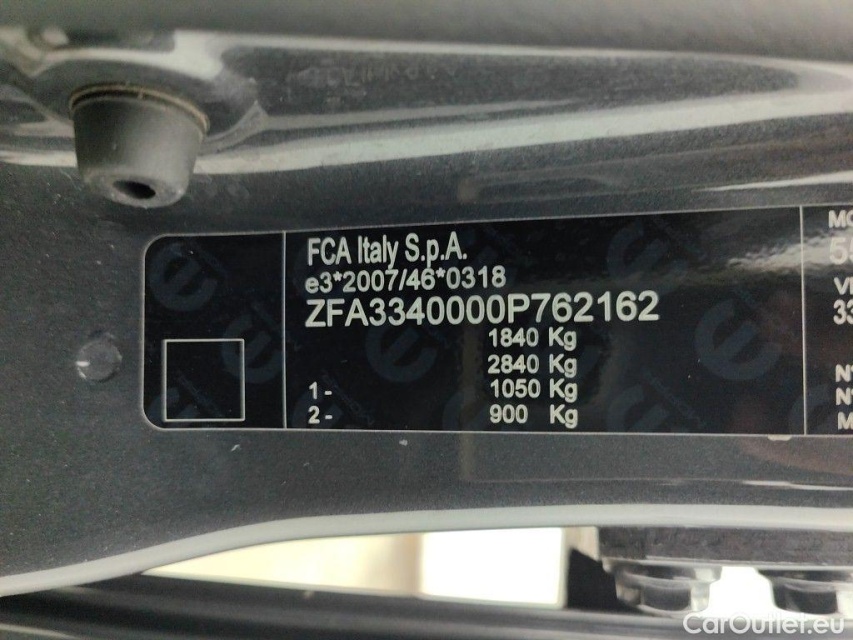 FCA Italy S.p.A.
e3*2007/46*0318
ZFA3340000P762162
1840 Kg
2840 Kg
1- 1050 Kg
2- 900 Kg
CarOutlet.eu